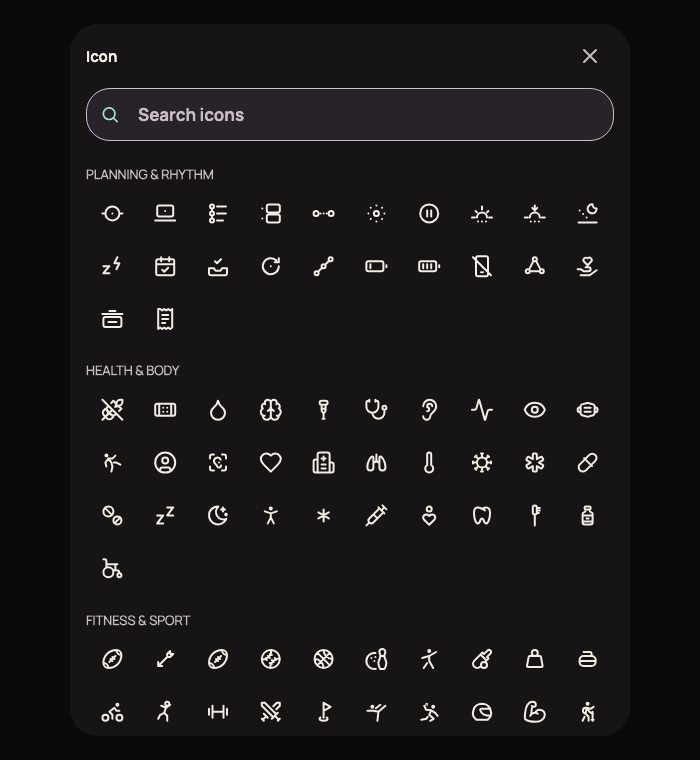 Icon
Search icons
PLANNING & RHYTHM
HEALTH & BODY
FITNESS & SPORT